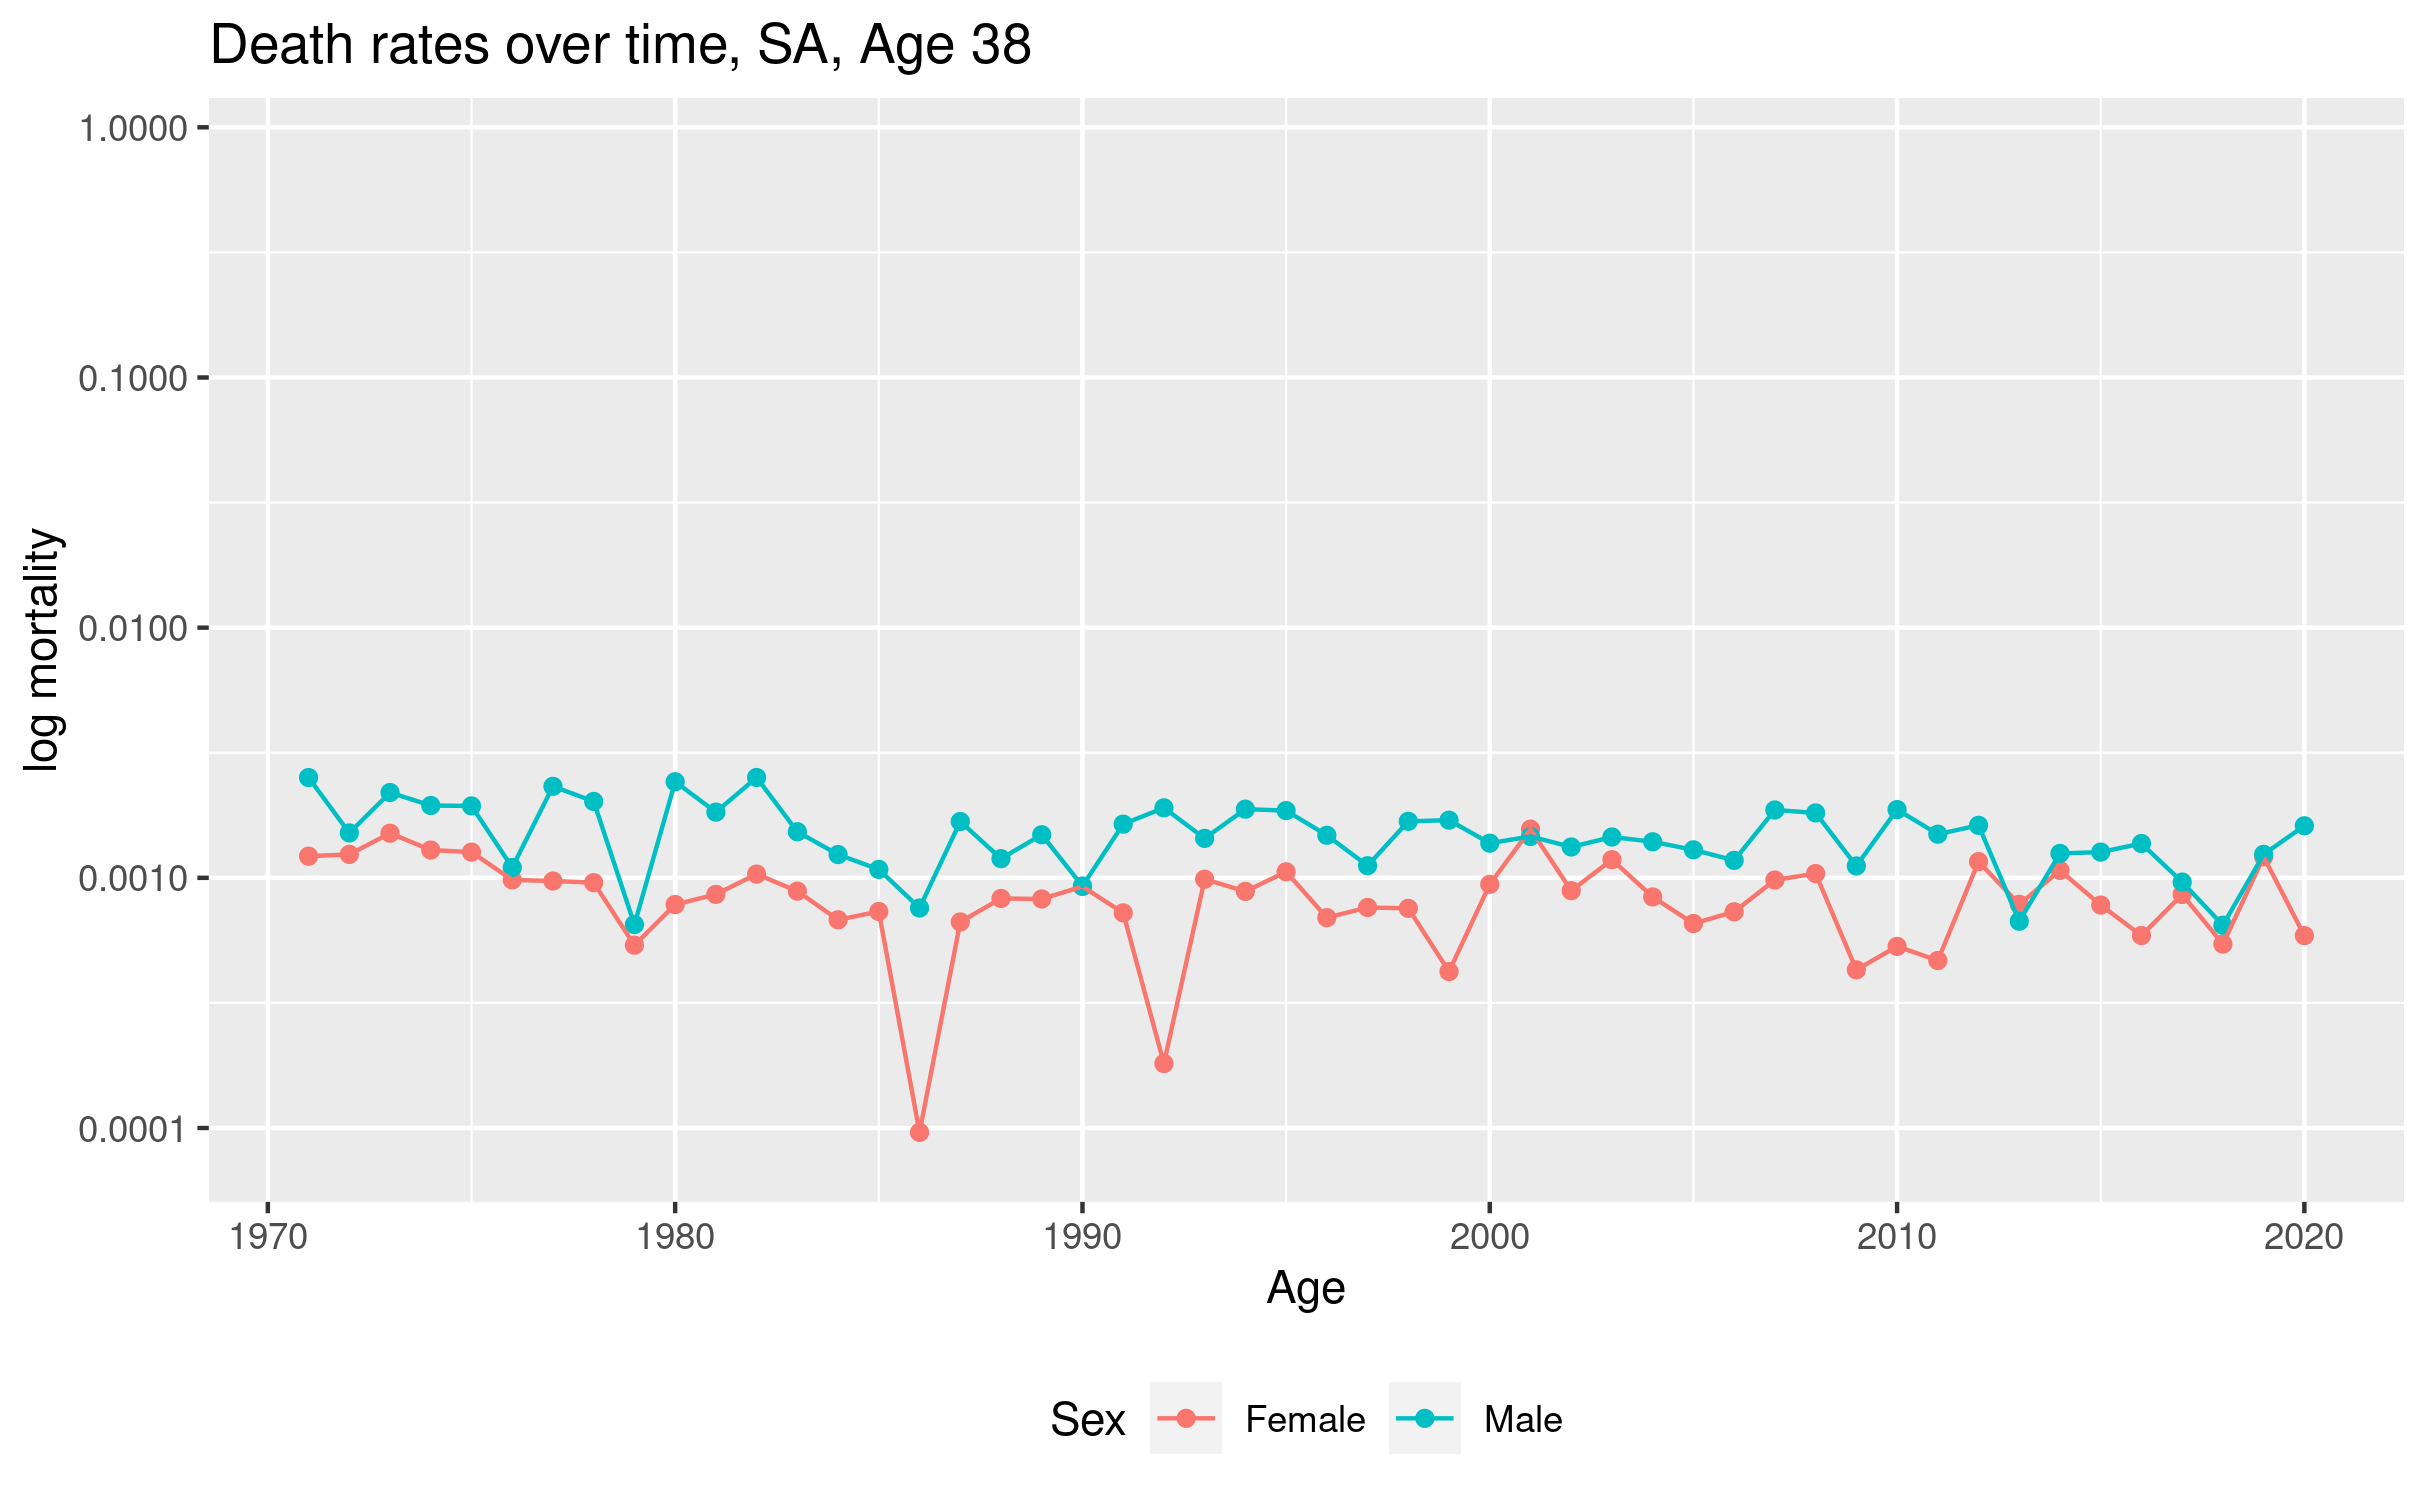 Death rates over time, SA, Age 38
log mortality
1.0000
0.1000
0.0100
0.0010
0.0001
1970 1980 1990 2000 2010 2020
Age
Sex Female Male